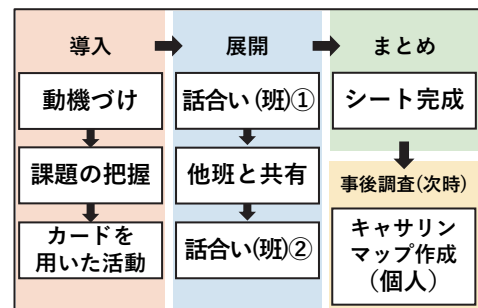 導入
動機づけ
課題の把握
カードを
用いた活動
展開
話合い(班)①
他班と共有
話合い(班)②
まとめ
シート完成
事後調査(次時)
キャサリン
マップ作成
(個人)